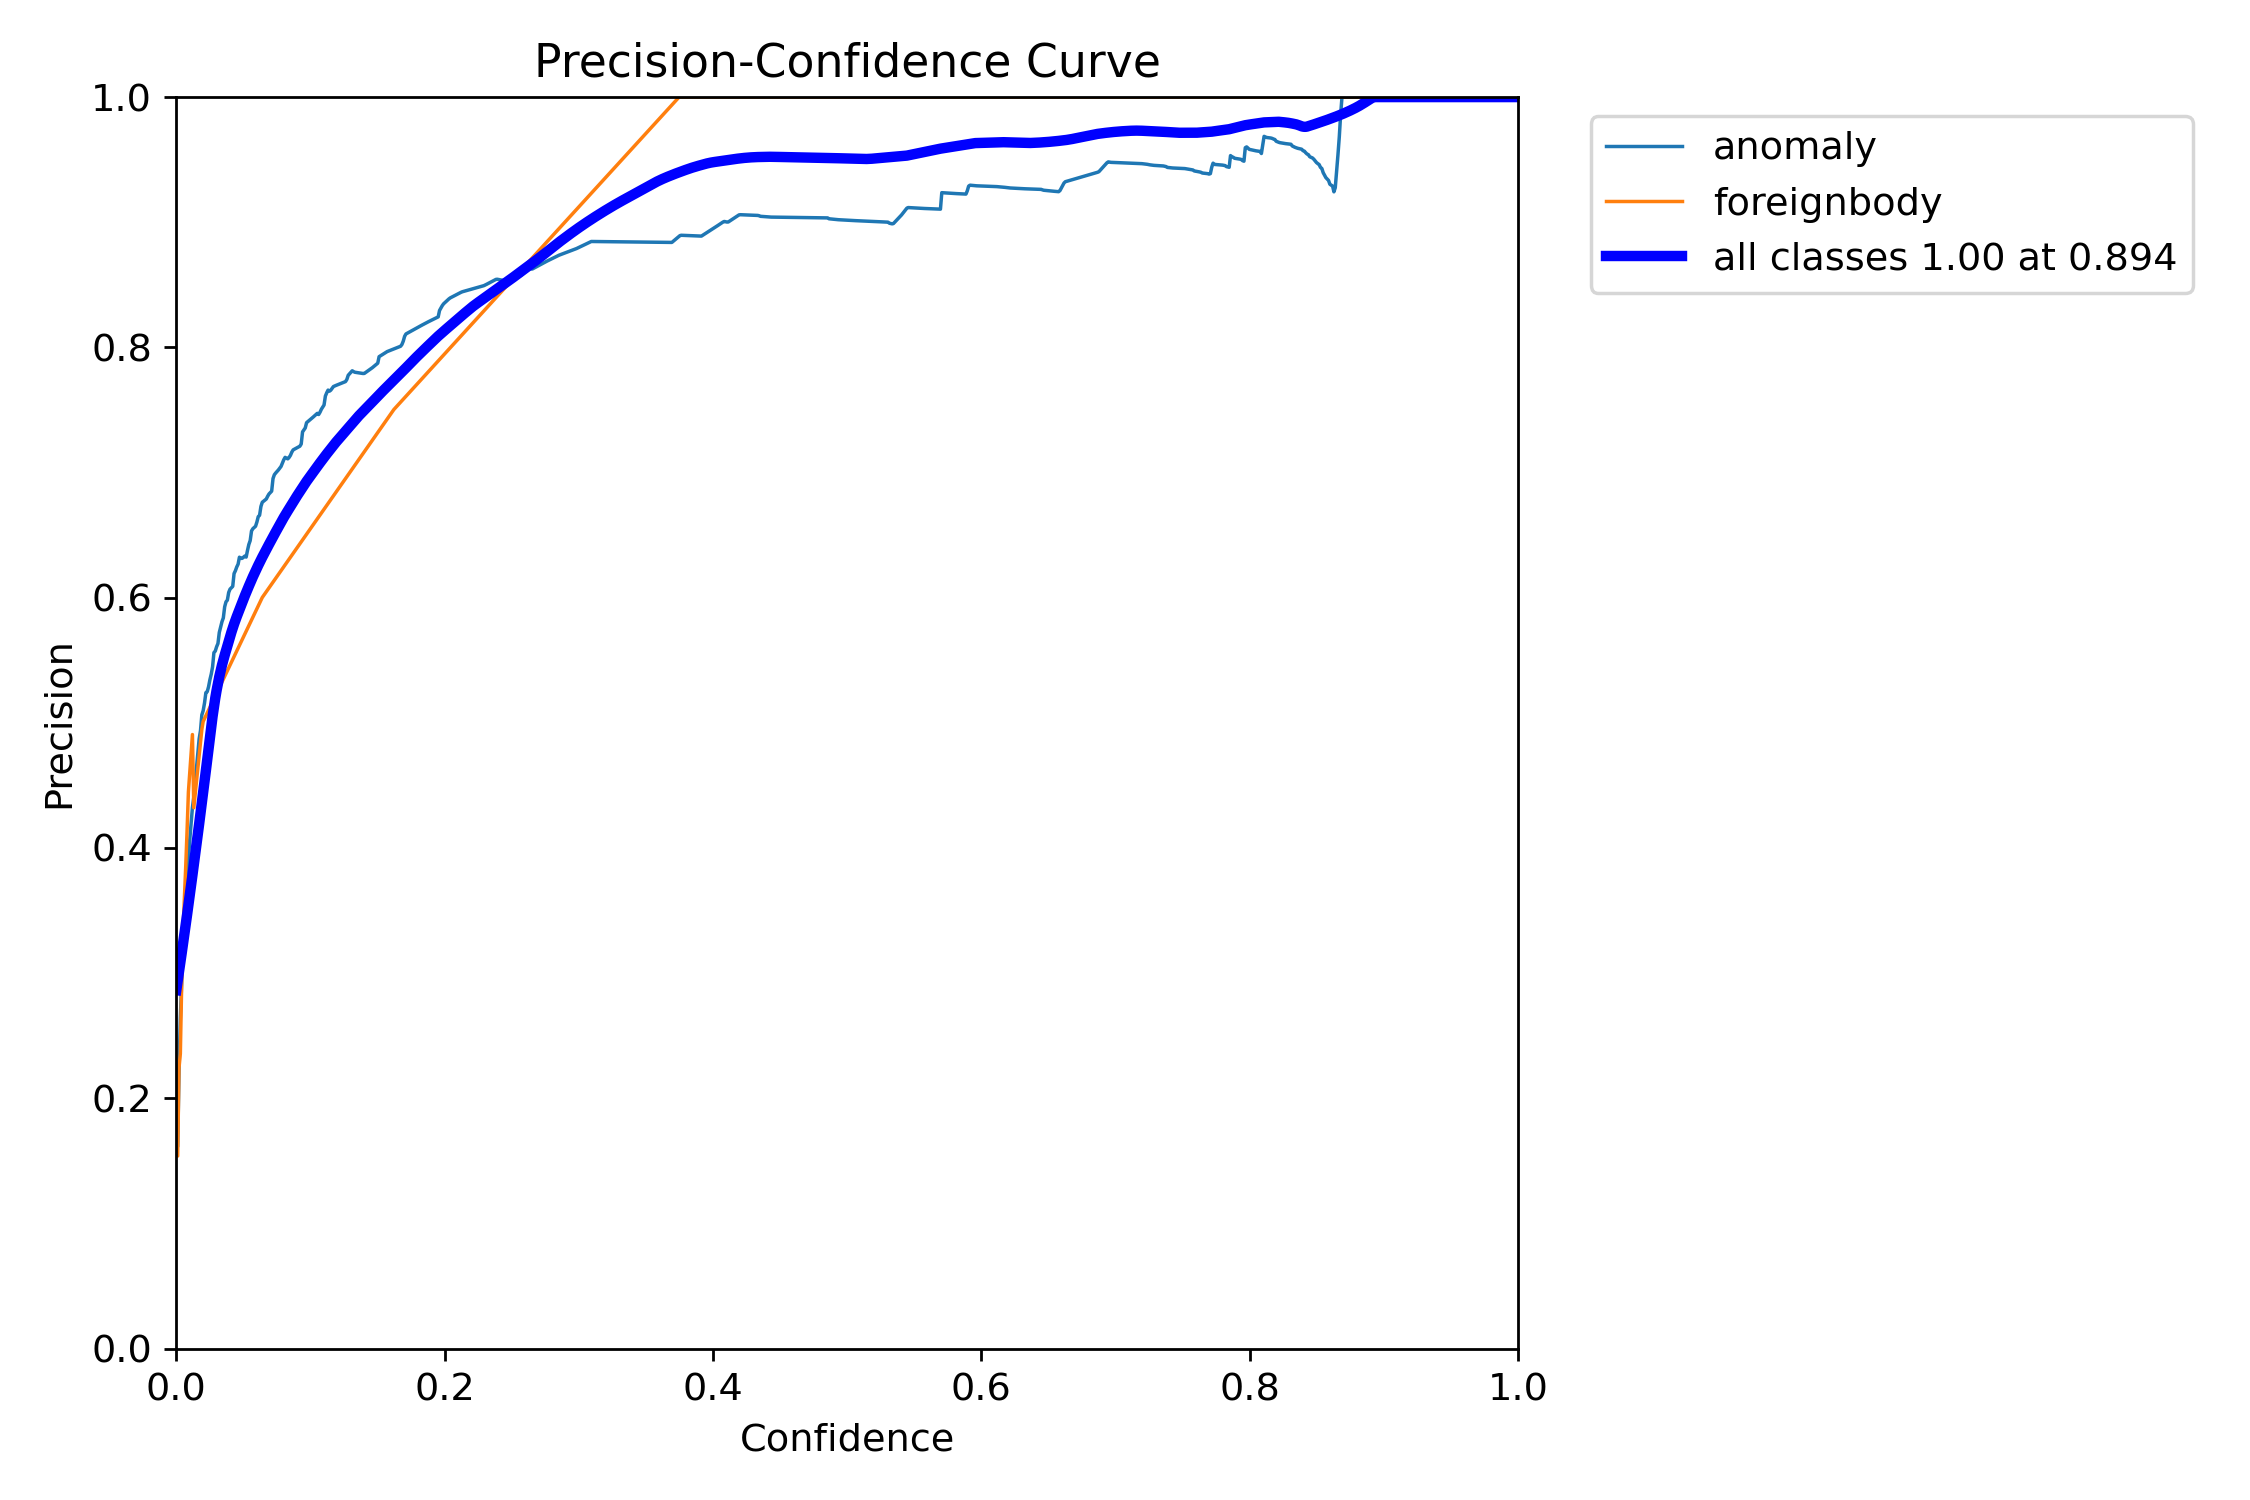 Precision-Confidence Curve
1.0
0.8
0.6
0.4
0.2
0.0
Precision
0.0 0.2 0.4 0.6 0.8 1.0
Confidence
anomaly
foreignbody
all classes 1.00 at 0.894